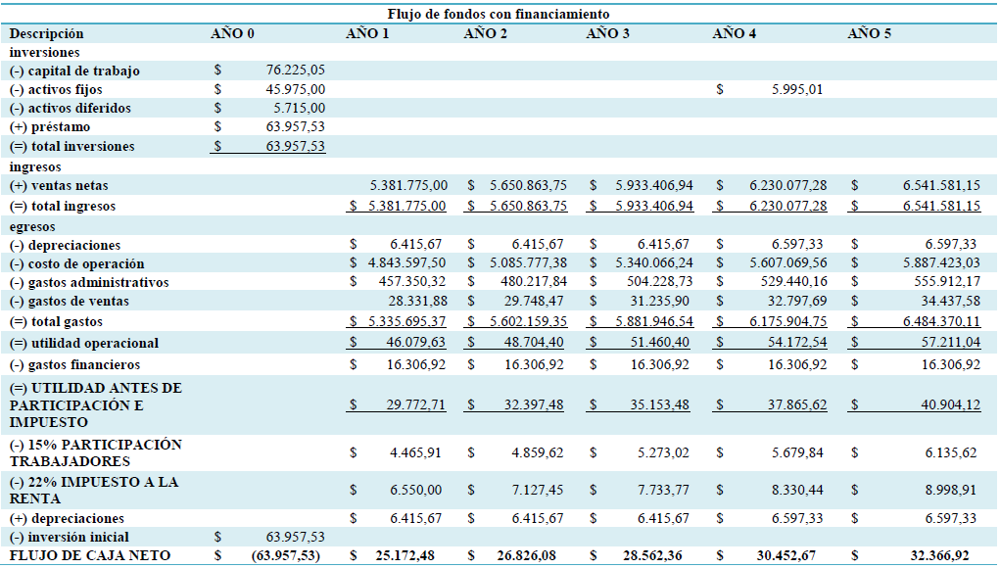 Flujo de fondos con financiamiento
Descripción AÑO 0 AÑO 1 AÑO 2 AÑO 3 AÑO 4 AÑO 5
inversiones
(-) capital de trabajo $ 76.225,05
(-) activos fijos $ 45.975,00 $ 5.995,01
(-) activos diferidos $ 5.715,00
(+) préstamo $ 63.957,53
(=) total inversiones $ 63.957,53
ingresos
(+) ventas netas 5.381.775,00 $ 5.650.863,75 $ 5.933.406,94 $ 6.230.077,28 $ 6.541.581,15
(=) total ingresos $ 5.381.775,00 $ 5.650.863,75 $ 5.933.406,94 $ 6.230.077,28 $ 6.541.581,15
egresos
(-) depreciaciones $ 6.415,67 $ 6.415,67 $ 6.415,67 $ 6.597,33 $ 6.597,33
(-) costo de operación $ 4.843.597,50 $ 5.085.777,38 $ 5.340.066,24 $ 5.607.069,56 $ 5.887.423,03
(-) gastos administrativos $ 457.350,32 $ 480.217,84 $ 504.228,73 $ 529.440,16 $ 555.912,17
(-) gastos de ventas 28.331,88 $ 29.748,47 $ 31.235,90 $ 32.797,69 $ 34.437,58
(=) total gastos $ 5.335.695,37 $ 5.602.159,35 $ 5.881.946,54 $ 6.175.904,75 $ 6.484.370,11
(=) utilidad operacional $ 46.079,63 $ 48.704,40 $ 51.460,40 $ 54.172,54 $ 57.211,04
(-) gastos financieros $ 16.306,92 $ 16.306,92 $ 16.306,92 $ 16.306,92 $ 16.306,92
(=) UTILIDAD ANTES DE
PARTICIPACIÓN E $ 29.772,71 $ 32.397,48 $ 35.153,48 $ 37.865,62 $ 40.904,12
IMPUESTO
(-) 15% PARTICIPACIÓN
TRABAJADORES $ 4.465,91 $ 4.859,62 $ 5.273,02 $ 5.679,84 $ 6.135,62
(-) 22% IMPUESTO A LA
RENTA $ 6.550,00 $ 7.127,45 $ 7.733,77 $ 8.330,44 $ 8.998,91
(+) depreciaciones $ 6.415,67 $ 6.415,67 $ 6.415,67 $ 6.597,33 $ 6.597,33
(-) inversión inicial $ 63.957,53
FLUJO DE CAJA NETO $ (63.957,53) $ 25.172,48 $ 26.826,08 $ 28.562,36 $ 30.452,67 $ 32.366,92